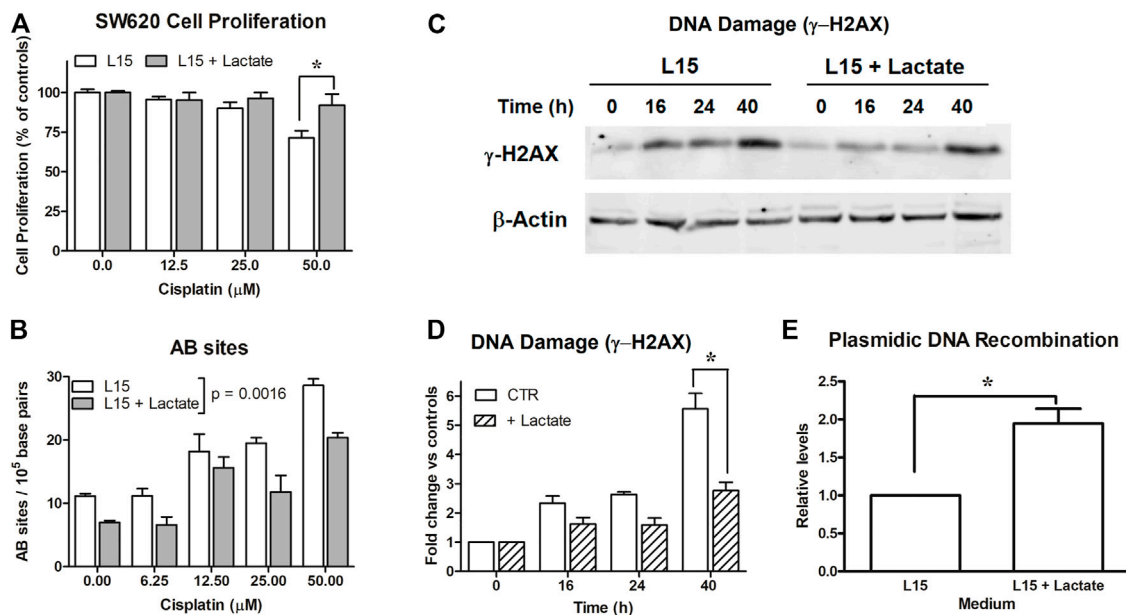 A
SW620 Cell Proliferation
L15 L15 + Lactate
*
Cell Proliferation (% of controls)
100
75
50
25
0
0.0 12.5 25.0 50.0
Cisplatin (μM)
C
DNA Damage (γ–H2AX)
L15 L15 + Lactate
Time (h) 0 16 24 40 0 16 24 40
γ-H2AX
β-Actin
B
AB sites
L15
L15 + Lactate
p = 0.0016
AB sites / 10⁵ base pairs
30
20
10
0
0.00 6.25 12.50 25.00 50.00
Cisplatin (μM)
D
DNA Damage (γ–H2AX)
*
CTR
+ Lactate
Fold change vs controls
6
5
4
3
2
1
0
0 16 24 40
Time (h)
E
Plasmidic DNA Recombination
*
Relative levels
2.5
2.0
1.5
1.0
0.5
0.0
L15 L15 + Lactate
Medium